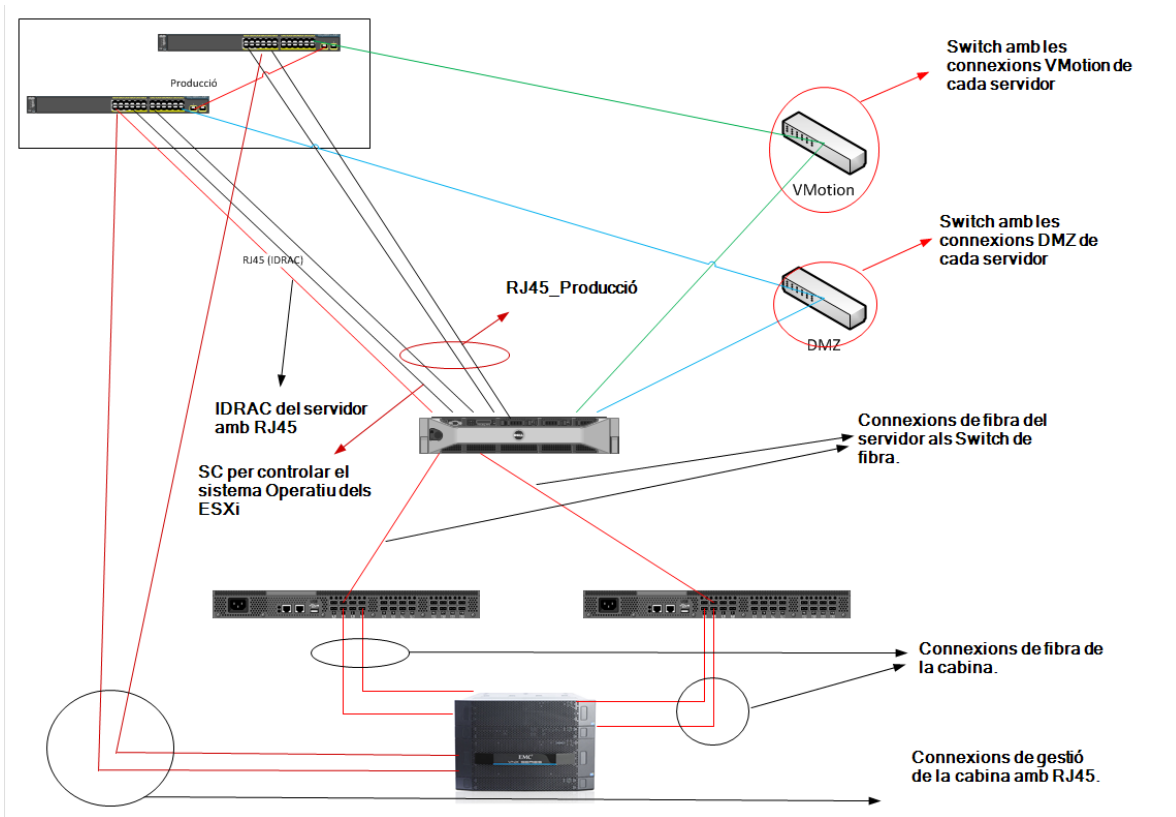 Producció
Switch amb les
connexions VMotion de
cada servidor
VMotion
Switch amb les
connexions DMZ de
cada servidor
DMZ
RJ45 (IDRAC)
RJ45_Producció
IDRAC del servidor
amb RJ45
SC per controlar el
sistema Operatiu dels
ESXi
Connexions de fibra del
servidor als Switch de
fibra.
Connexions de fibra de
la cabina.
EMC
VNX SERIES
Connexions de gestió
de la cabina amb RJ45.